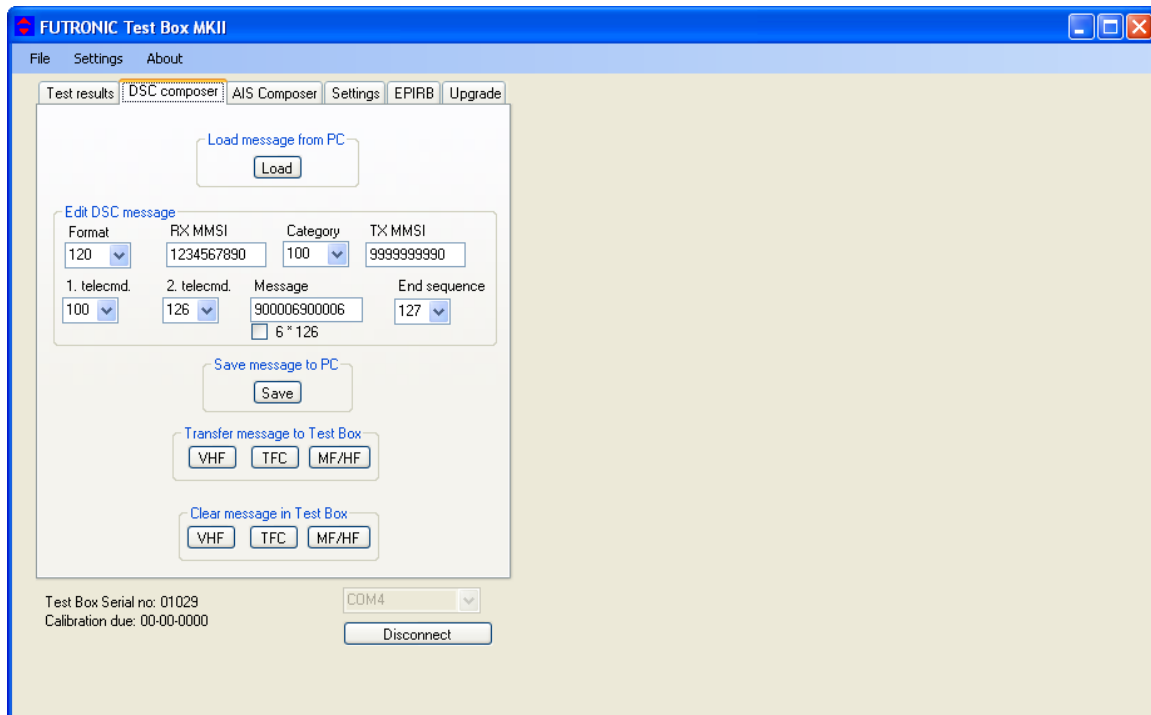 FUTRONIC Test Box MKII
File Settings About
Test results DSC composer AIS Composer Settings EPIRB Upgrade
Load message from PC
Load
Edit DSC message
Format RX MMSI Category TX MMSI
120 1234567890 100 9999999990
1. telecmd. 2. telecmd. Message End sequence
100 126 900006900006 127
6 * 126
Save message to PC
Save
Transfer message to Test Box
VHF TFC MF/HF
Clear message in Test Box
VHF TFC MF/HF
Test Box Serial no: 01029 COM4
Calibration due: 00-00-0000
Disconnect